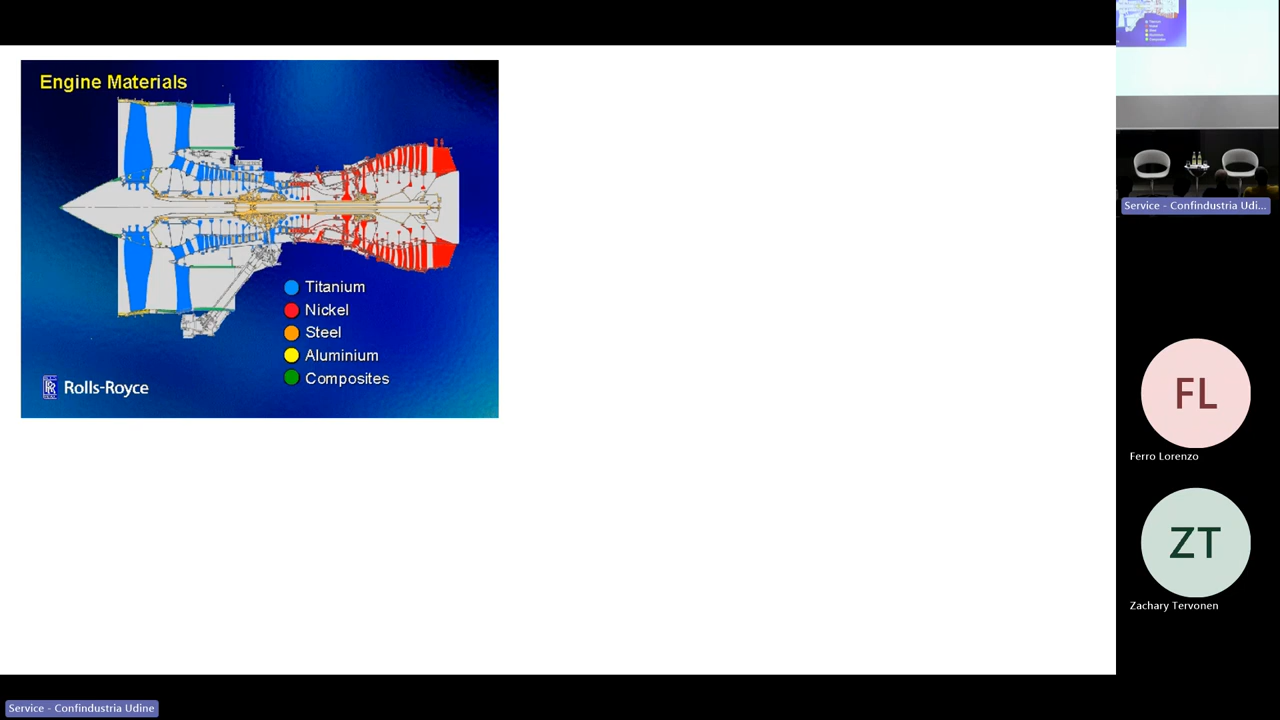 Engine Materials
Titanium
Nickel
Steel
Aluminium
Composites
Rolls-Royce
Service - Confindustria Udi...
FL
Ferro Lorenzo
ZT
Zachary Tervonen
Service - Confindustria Udine